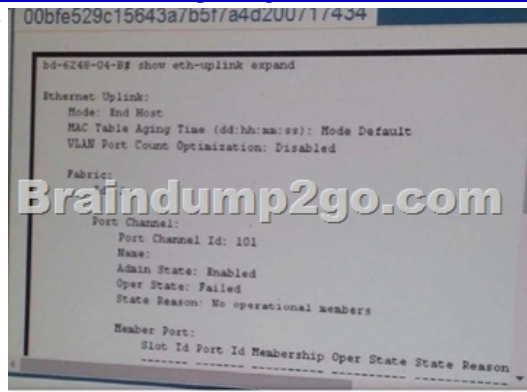 00bfe529c15643a7b5f7a4d200717434
bd-6248-04-B# show eth-uplink expand
Ethernet Uplink:
Mode: End Host
MAC Table Aging Time (dd:hh:mm:ss): Mode Default
VLAN Port Count Optimization: Disabled
Fabric:
Braindump2go.com
Port Channel:
Port Channel Id: 101
Name:
Admin State: Enabled
Oper State: Failed
State Reason: No operational members
Member Port:
Slot Id Port Id Membership Oper State State Reason
------- ------- ---------- ---------- ------------